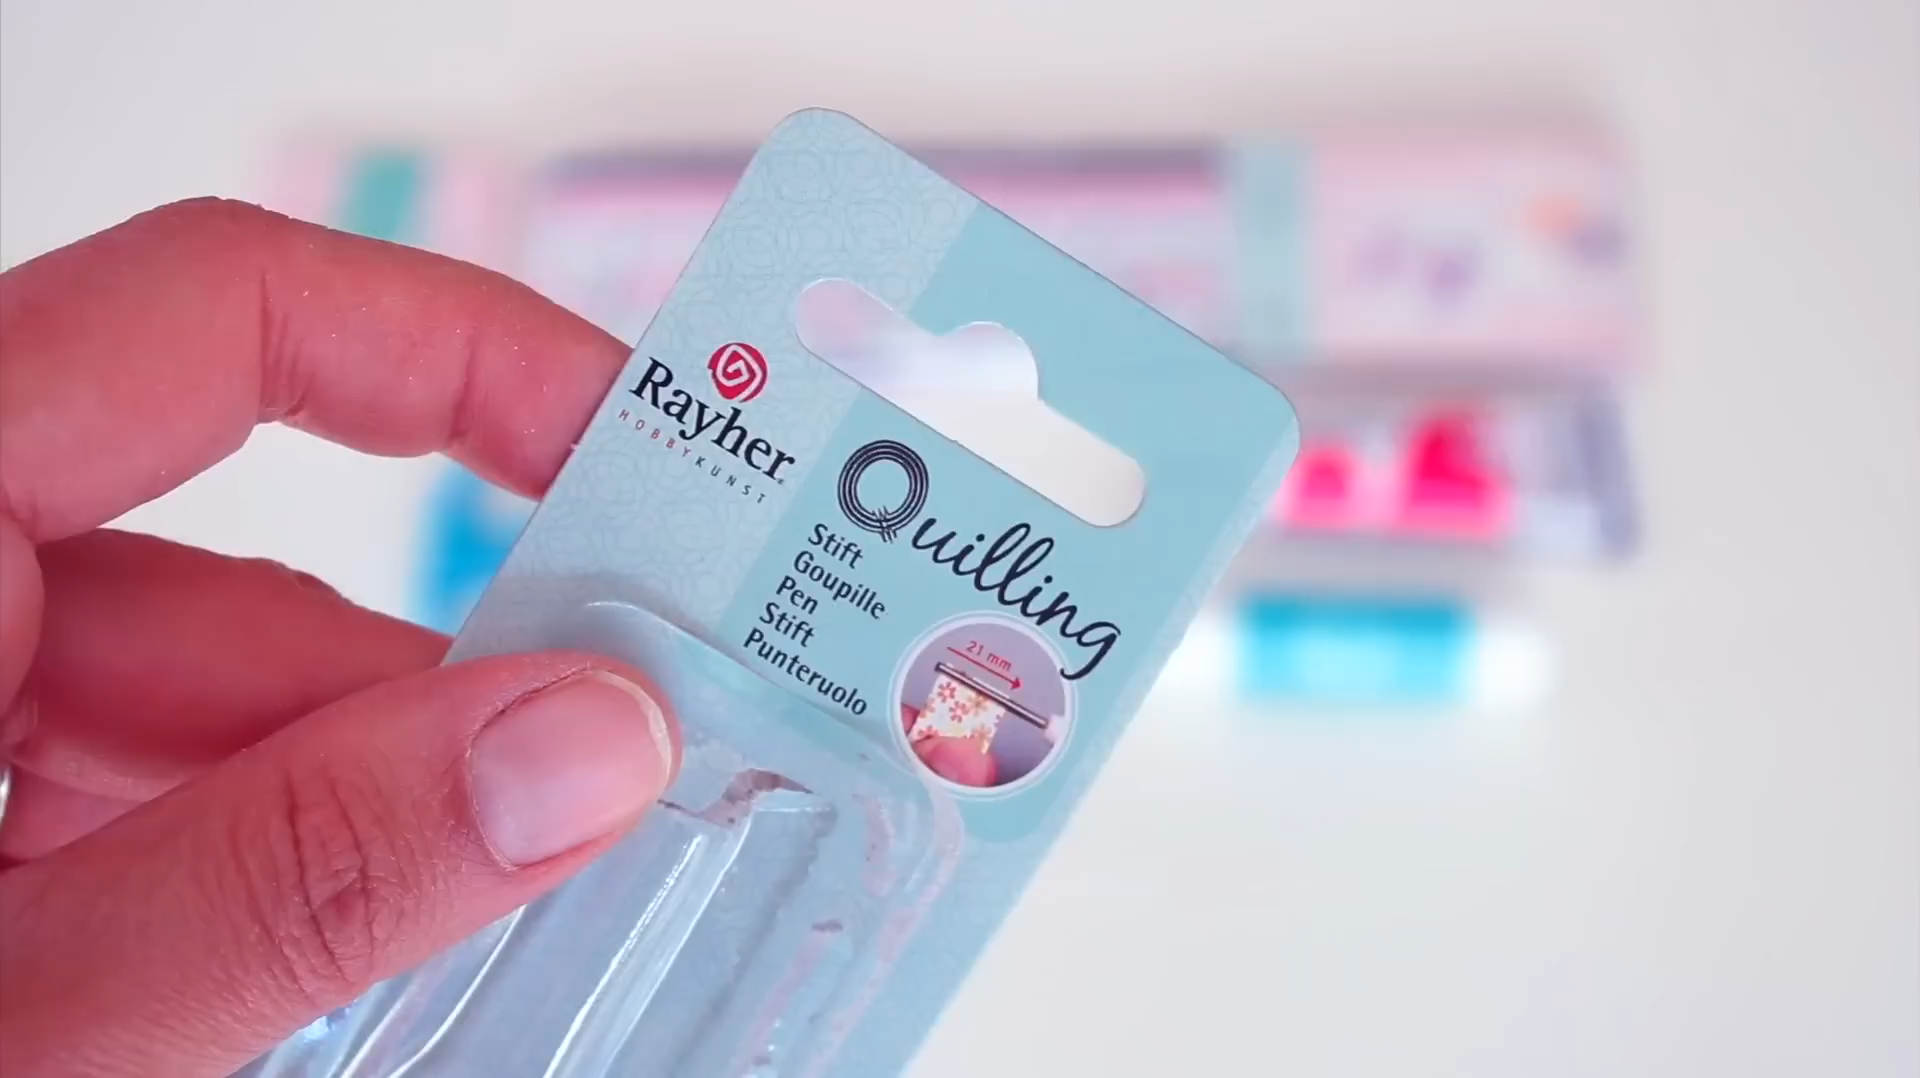 Rayher
HOBBYKUNST
Quilling
Stift
Goupille
Pen
Stift
Punteruolo
21 mm